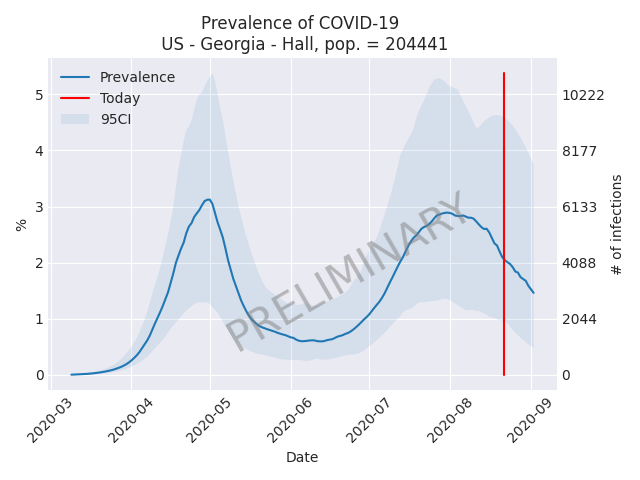 Prevalence of COVID-19
US - Georgia - Hall, pop. = 204441
Prevalence
Today
95CI
PRELIMINARY
%
5
4
3
2
1
0
10222
8177
6133
4088
2044
0
# of infections
2020-03
2020-04
2020-05
2020-06
2020-07
2020-08
2020-09
Date